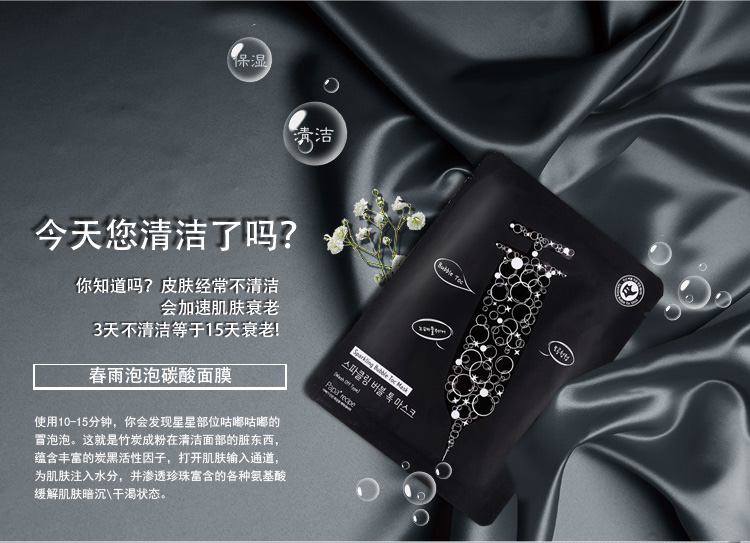 保湿
清洁
今天您清洁了吗?
你知道吗? 皮肤经常不清洁
会加速肌肤衰老
3天不清洁等于15天衰老!
春雨泡泡碳酸面膜
使用10-15分钟,你会发现星星部位咕嘟咕嘟的
冒泡泡。这就是竹炭成粉在清洁面部的脏东西,
蕴含丰富的炭黑活性因子,打开肌肤输入通道,
为肌肤注入水分,并渗透珍珠富含的各种氨基酸
缓解肌肤暗沉\干渴状态。
Bubble Toc
Sparkling Bubble Toc Mask
스파클링 버블 톡 마스크
[Wash Off Type]
Papa recipe